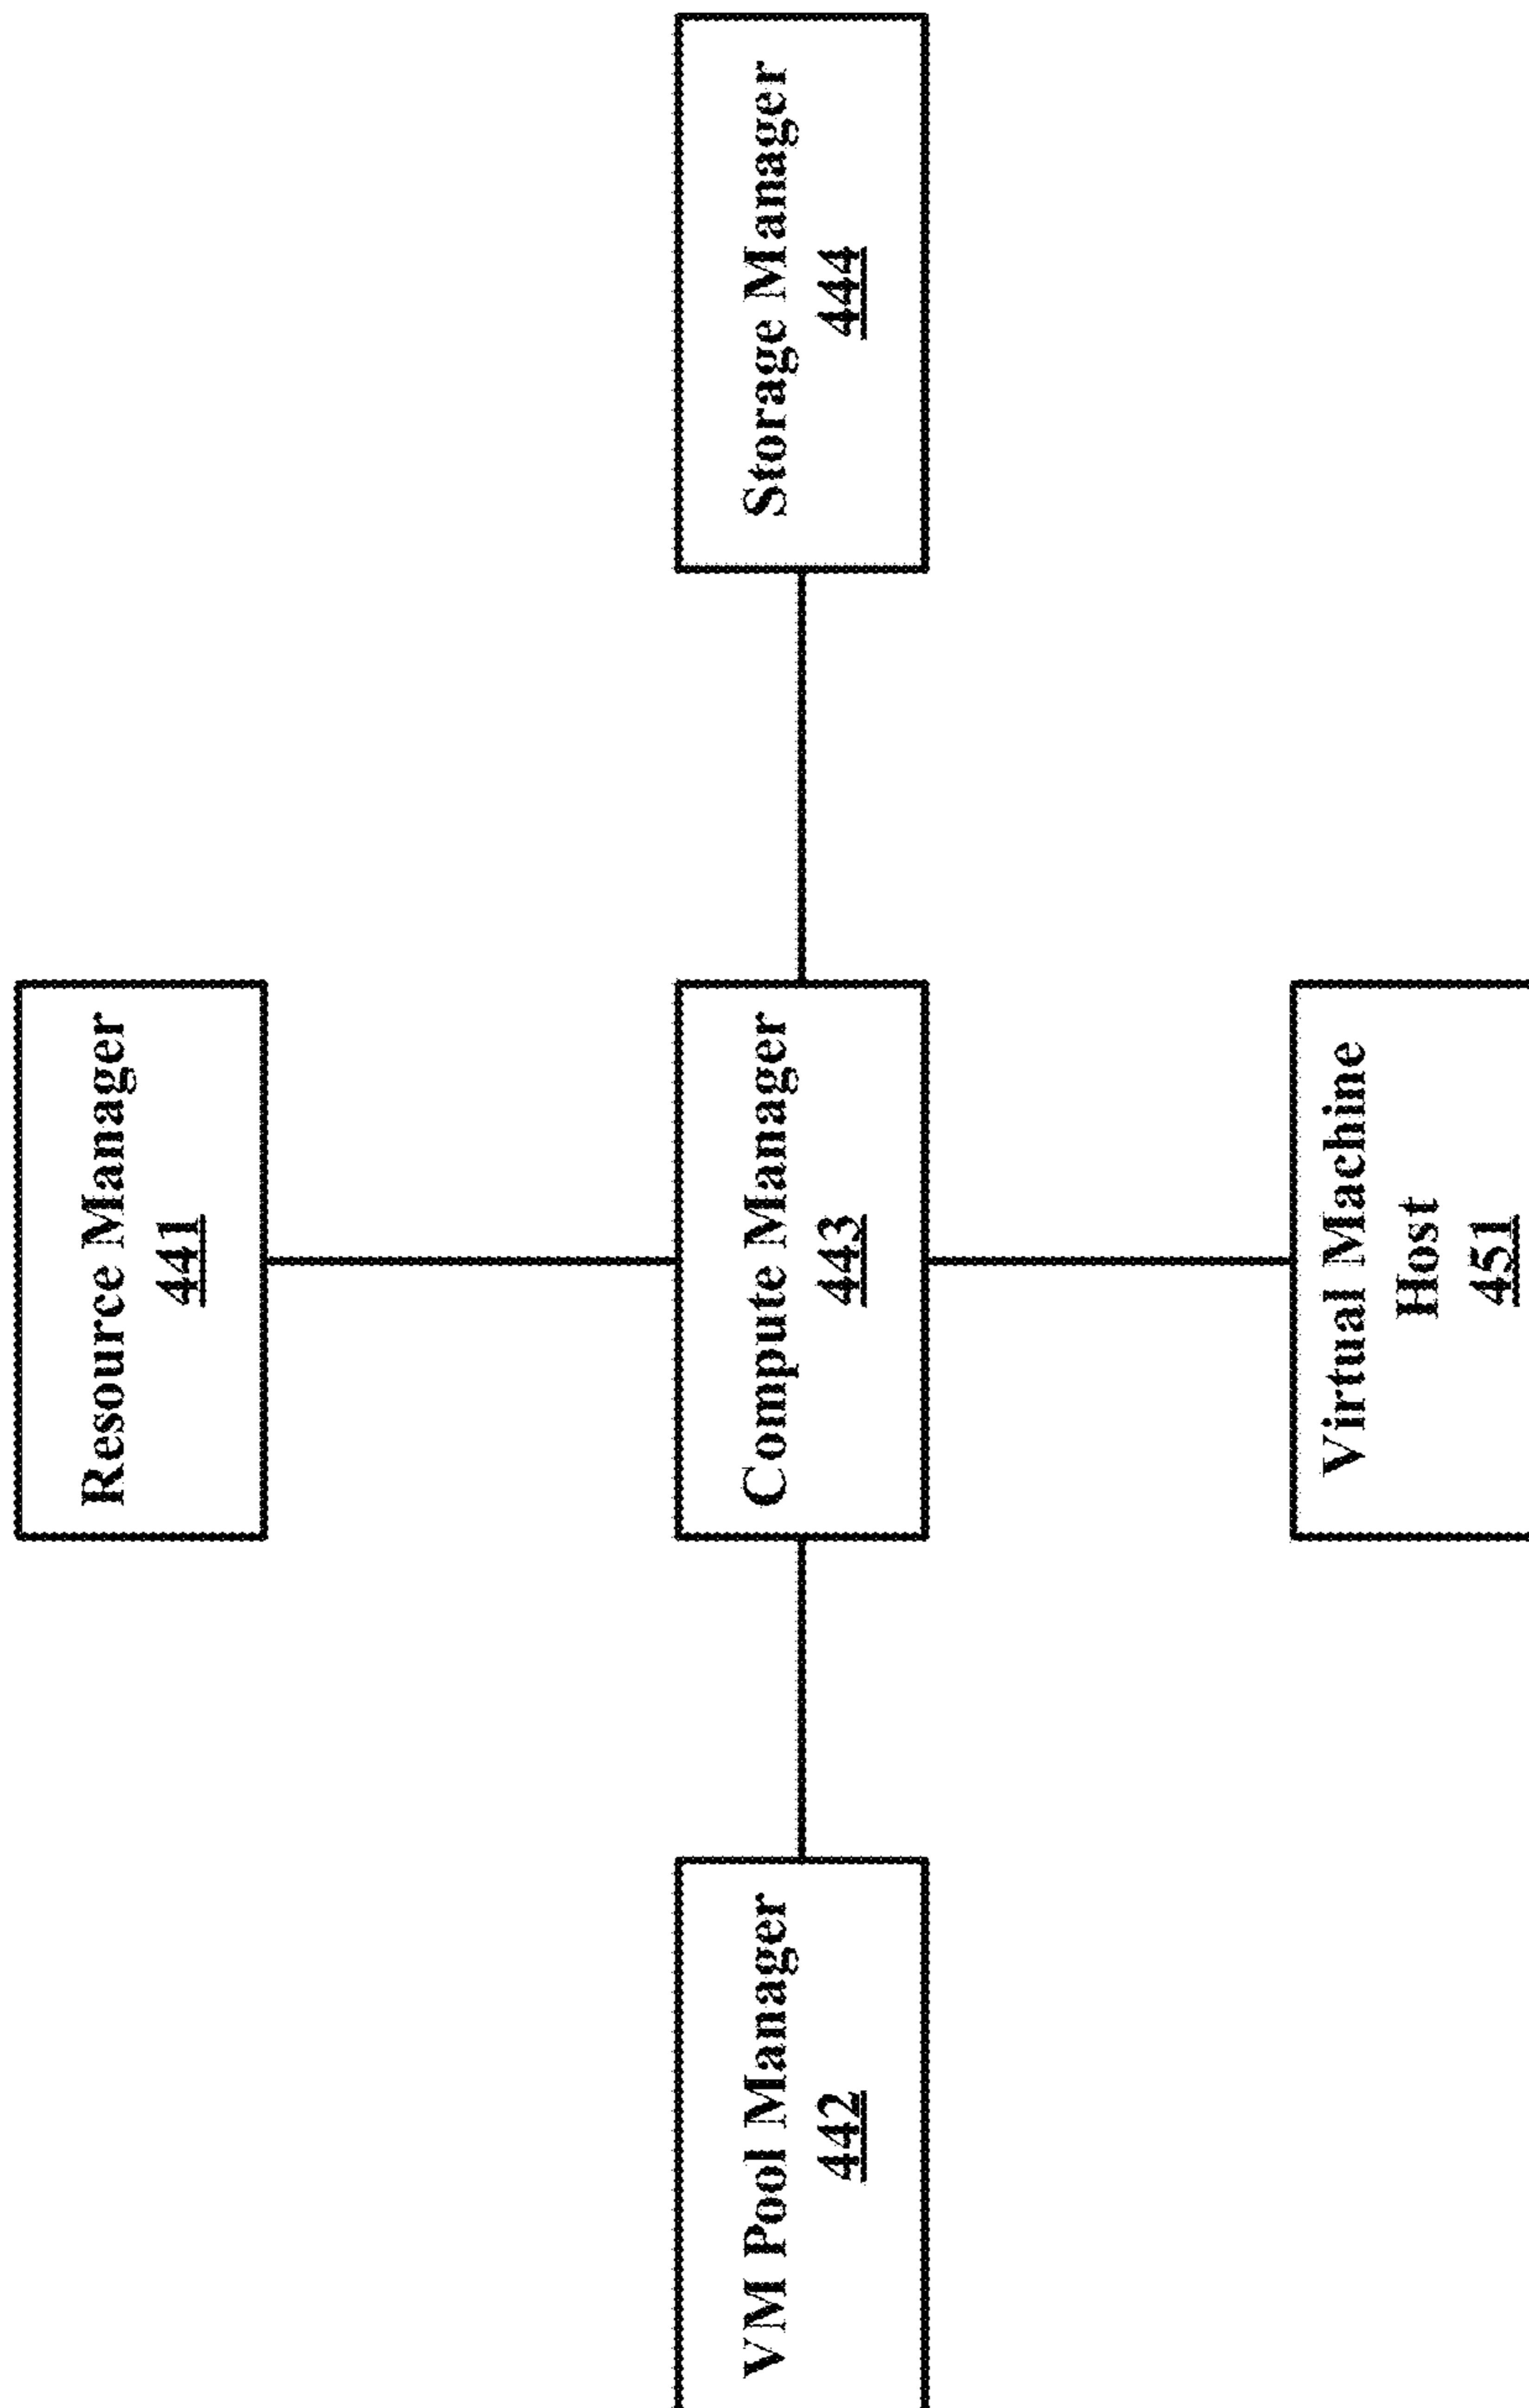 Resource Manager
441
VM Pool Manager
442
Compute Manager
443
Storage Manager
444
Virtual Machine
Host
451